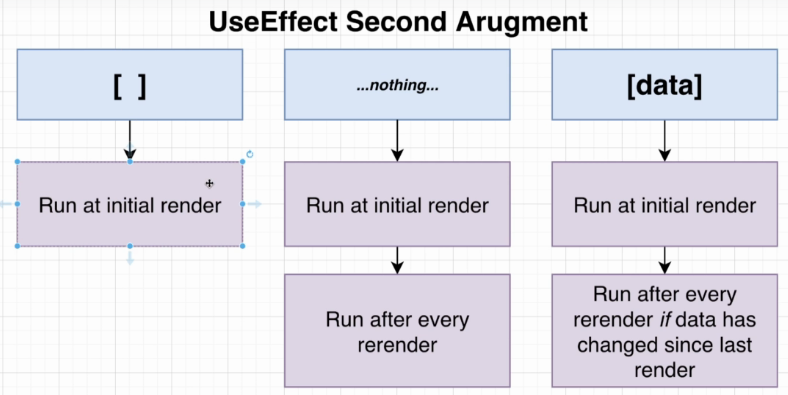 UseEffect Second Arugment
[ ]
...nothing...
[data]
Run at initial render
Run at initial render
Run at initial render
Run after every
rerender
Run after every
rerender if data has
changed since last
render